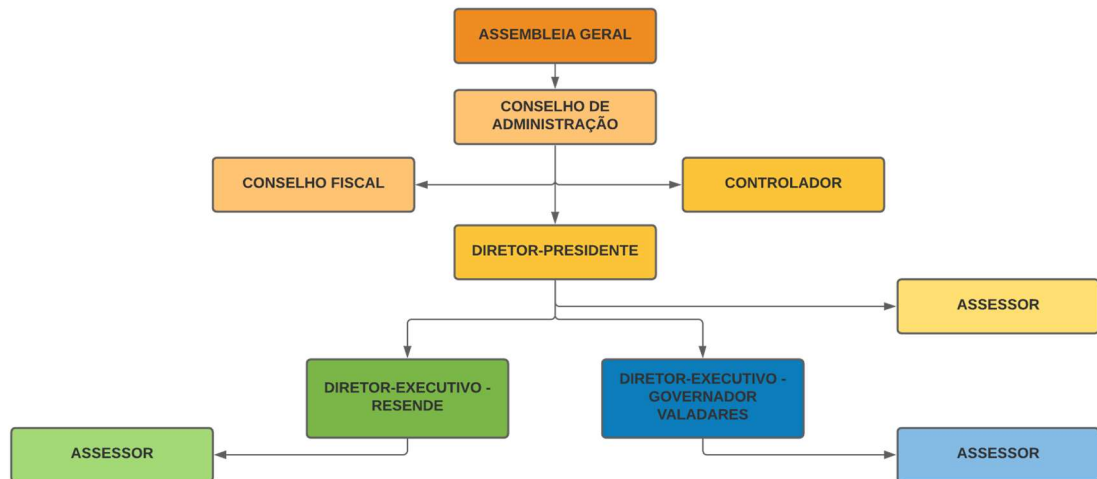 ASSEMBLEIA GERAL
CONSELHO DE
ADMINISTRAÇÃO
CONSELHO FISCAL
CONTROLADOR
DIRETOR-PRESIDENTE
ASSESSOR
DIRETOR-EXECUTIVO -
RESENDE
DIRETOR-EXECUTIVO -
GOVERNADOR
VALADARES
ASSESSOR
ASSESSOR